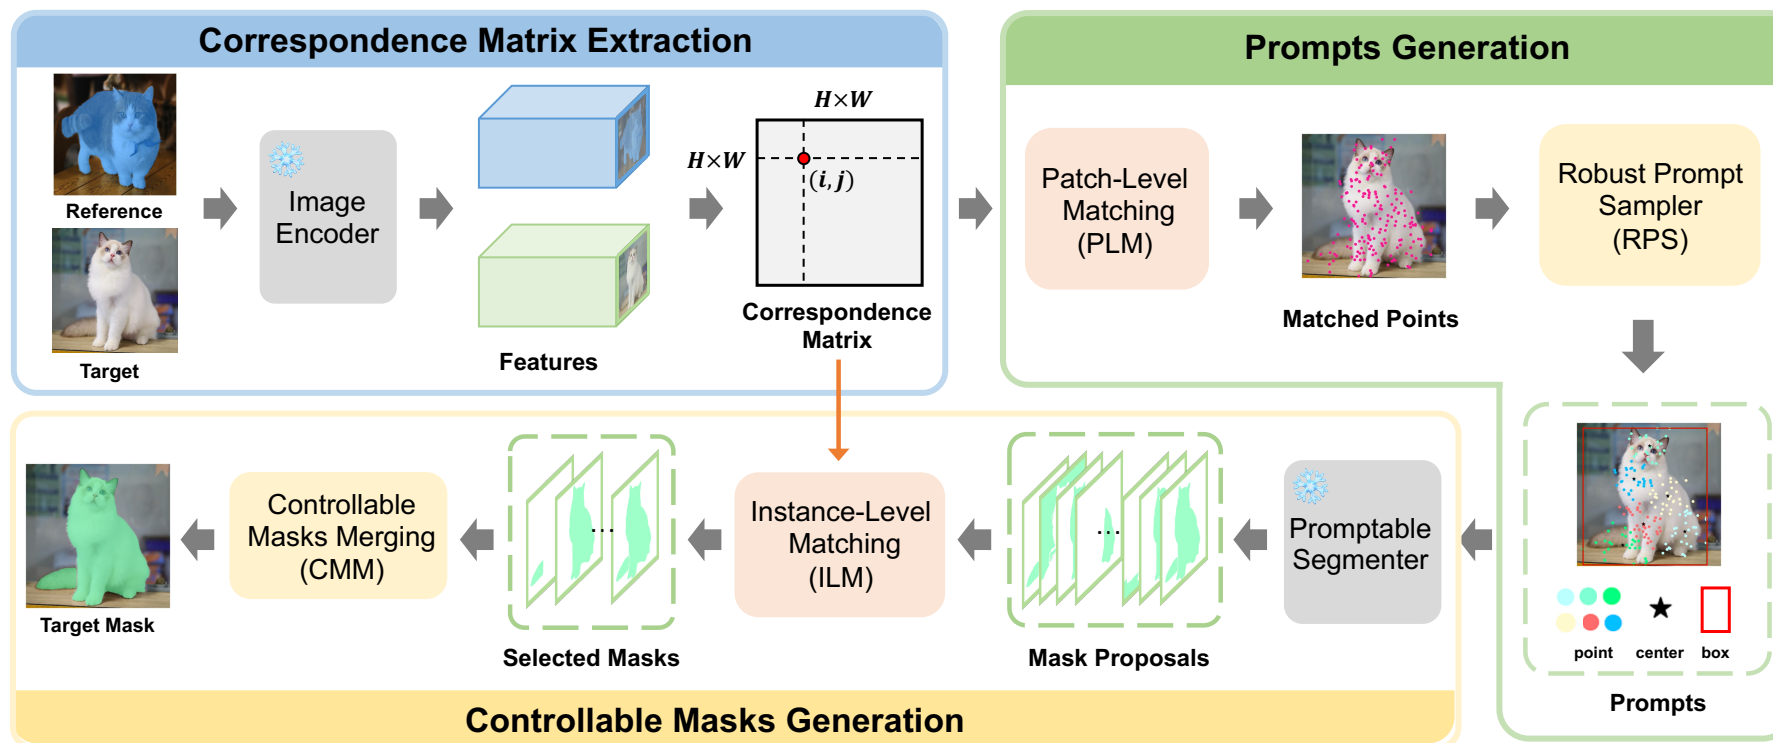 Correspondence Matrix Extraction
Reference
Target
Image
Encoder
Features
H×W
H×W
(i, j)
Correspondence
Matrix
Prompts Generation
Patch-Level
Matching
(PLM)
Matched Points
Robust Prompt
Sampler
(RPS)
point
center
box
Prompts
Promptable
Segmenter
...
Mask Proposals
Instance-Level
Matching
(ILM)
...
Selected Masks
Controllable
Masks Merging
(CMM)
Target Mask
Controllable Masks Generation